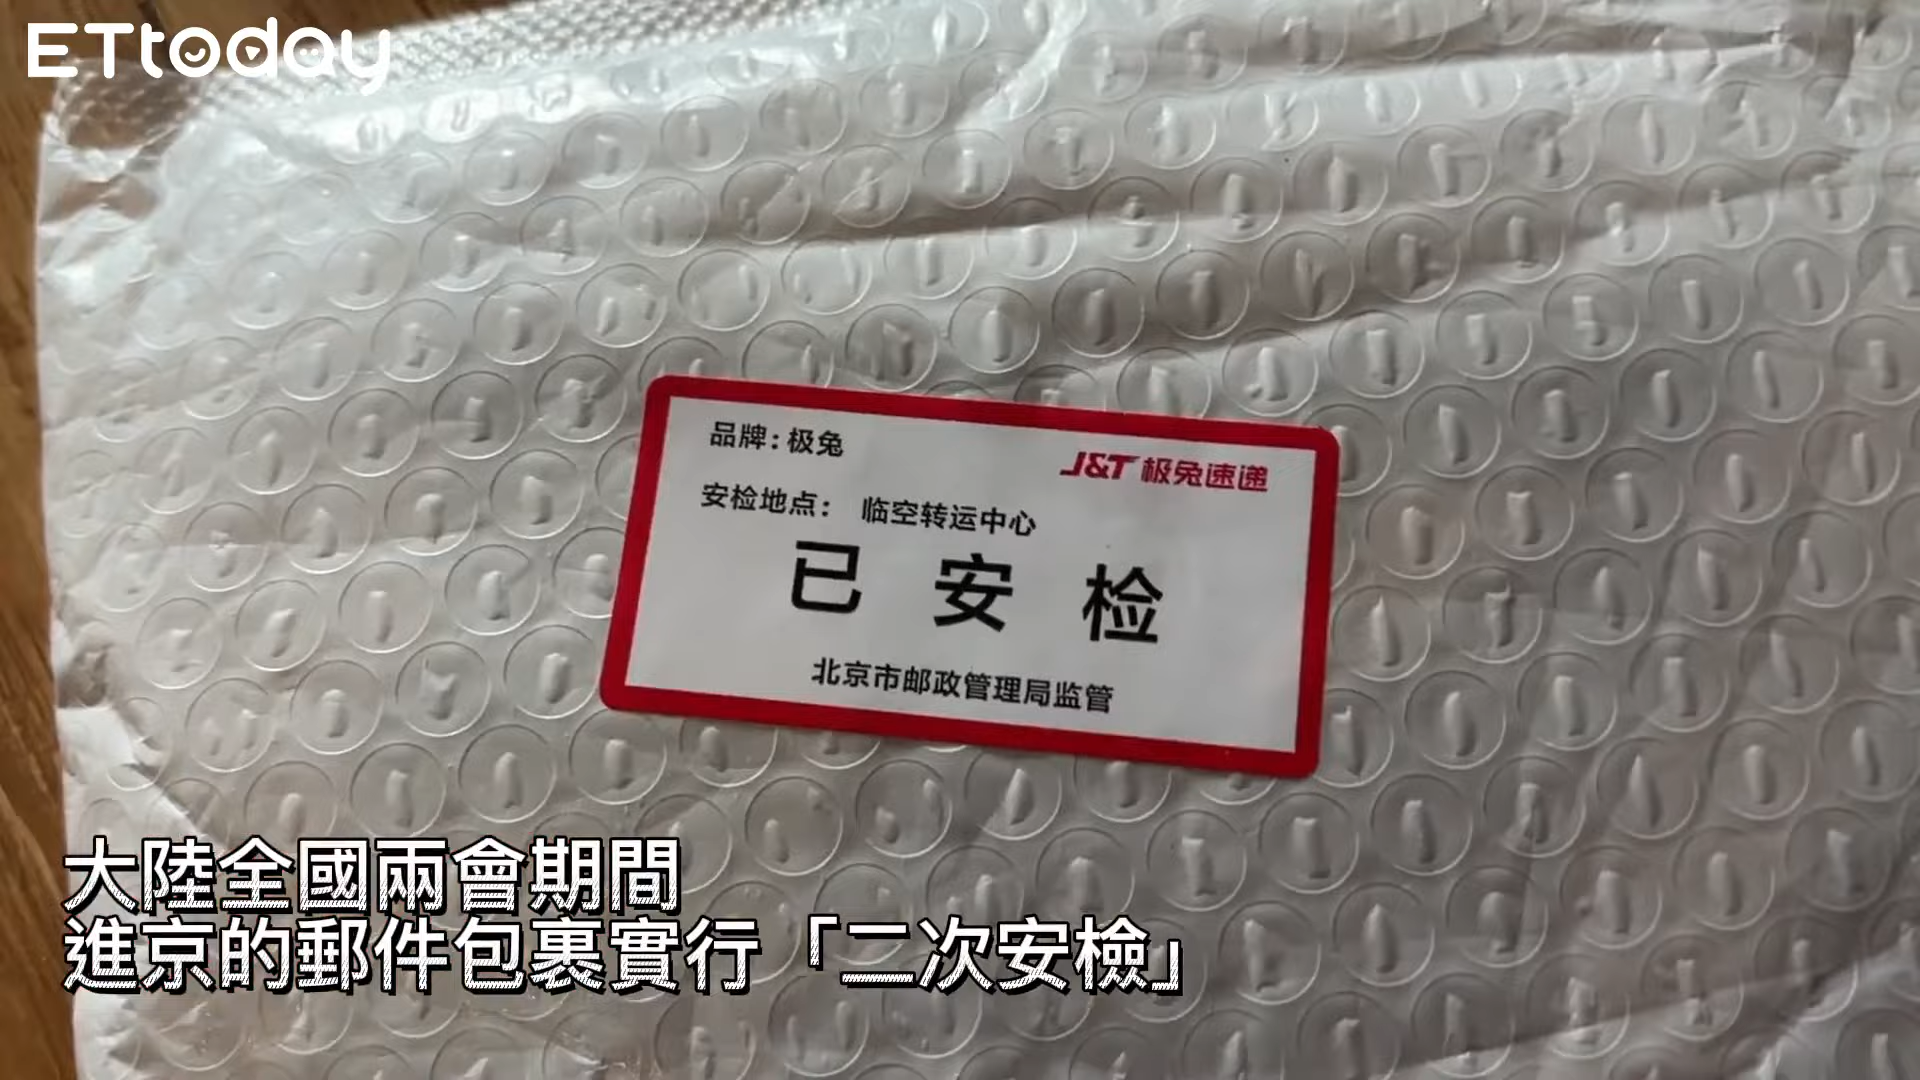 ETtoday
品牌：极兔
J&T 极兔速递
安检地点： 临空转运中心
已安检
北京市邮政管理局监管
大陸全國兩會期間
進京的郵件包裹實行「二次安檢」